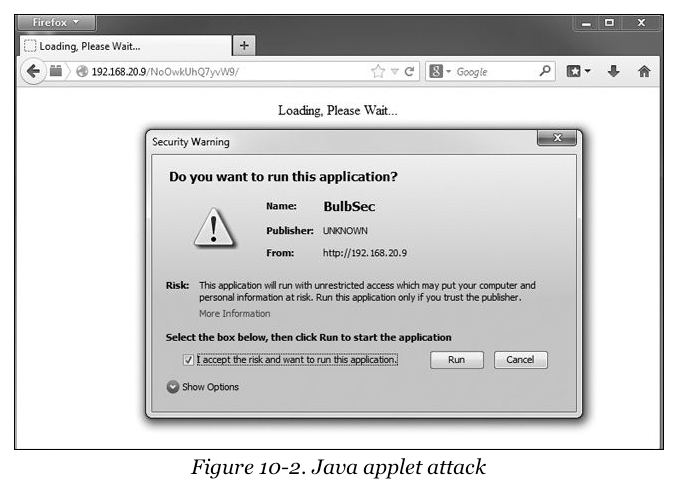 Firefox
Loading, Please Wait...
192.168.20.9/NoOwkUhQ7yvW9/
Google
Loading, Please Wait...
Security Warning
Do you want to run this application?
Name: BulbSec
Publisher: UNKNOWN
From: http://192.168.20.9
Risk: This application will run with unrestricted access which may put your computer and
personal information at risk. Run this application only if you trust the publisher.
More Information
Select the box below, then click Run to start the application
I accept the risk and want to run this application.
Run
Cancel
Show Options
Figure 10-2. Java applet attack